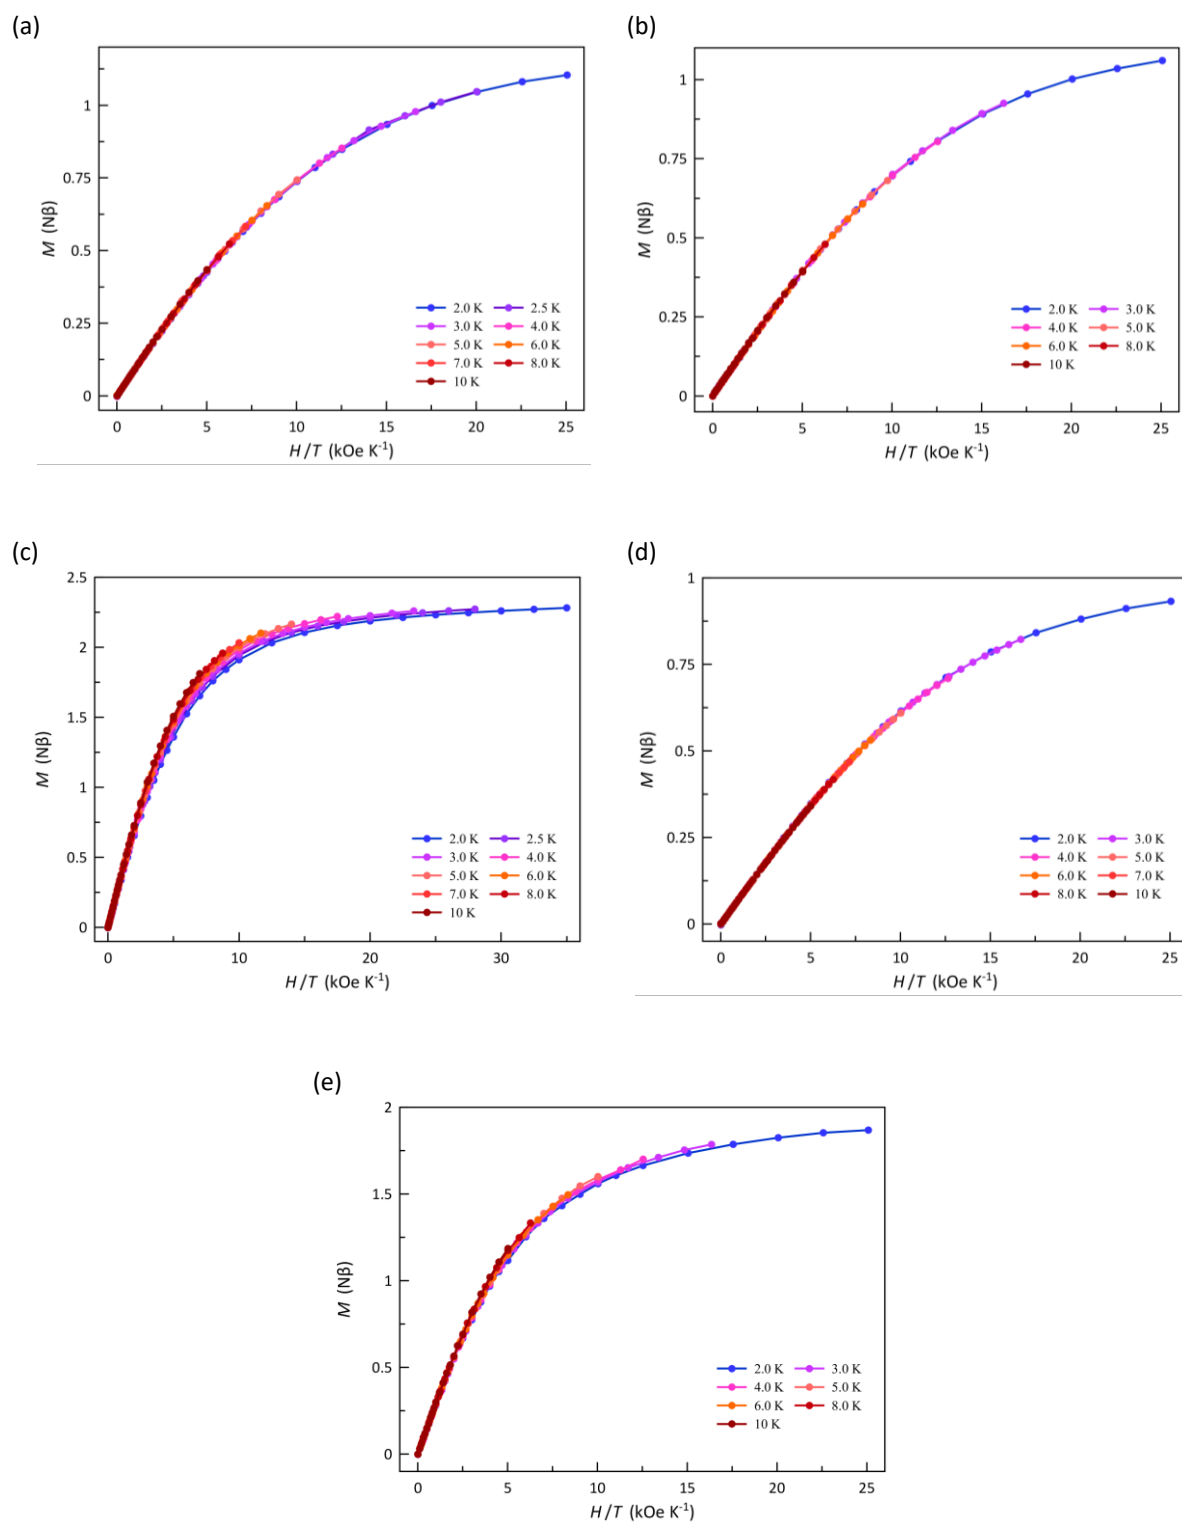 (a)
(b)
1
0.75
0.5
0.25
0
M (Nβ)
2.0 K 2.5 K
3.0 K 4.0 K
5.0 K 6.0 K
7.0 K 8.0 K
10 K
0 5 10 15 20 25
H/T (kOe K⁻¹)
1
0.75
0.5
0.25
0
M (Nβ)
2.0 K 3.0 K
4.0 K 5.0 K
6.0 K 8.0 K
10 K
0 5 10 15 20 25
H/T (kOe K⁻¹)
(c)
(d)
2.5
2
1.5
1
0.5
0
M (Nβ)
2.0 K 2.5 K
3.0 K 4.0 K
5.0 K 6.0 K
7.0 K 8.0 K
10 K
0 10 20 30
H/T (kOe K⁻¹)
1
0.75
0.5
0.25
0
M (Nβ)
2.0 K 3.0 K
4.0 K 5.0 K
6.0 K 7.0 K
8.0 K 10 K
0 5 10 15 20 25
H/T (kOe K⁻¹)
(e)
2
1.5
1
0.5
0
M (Nβ)
2.0 K 3.0 K
4.0 K 5.0 K
6.0 K 8.0 K
10 K
0 5 10 15 20 25
H/T (kOe K⁻¹)